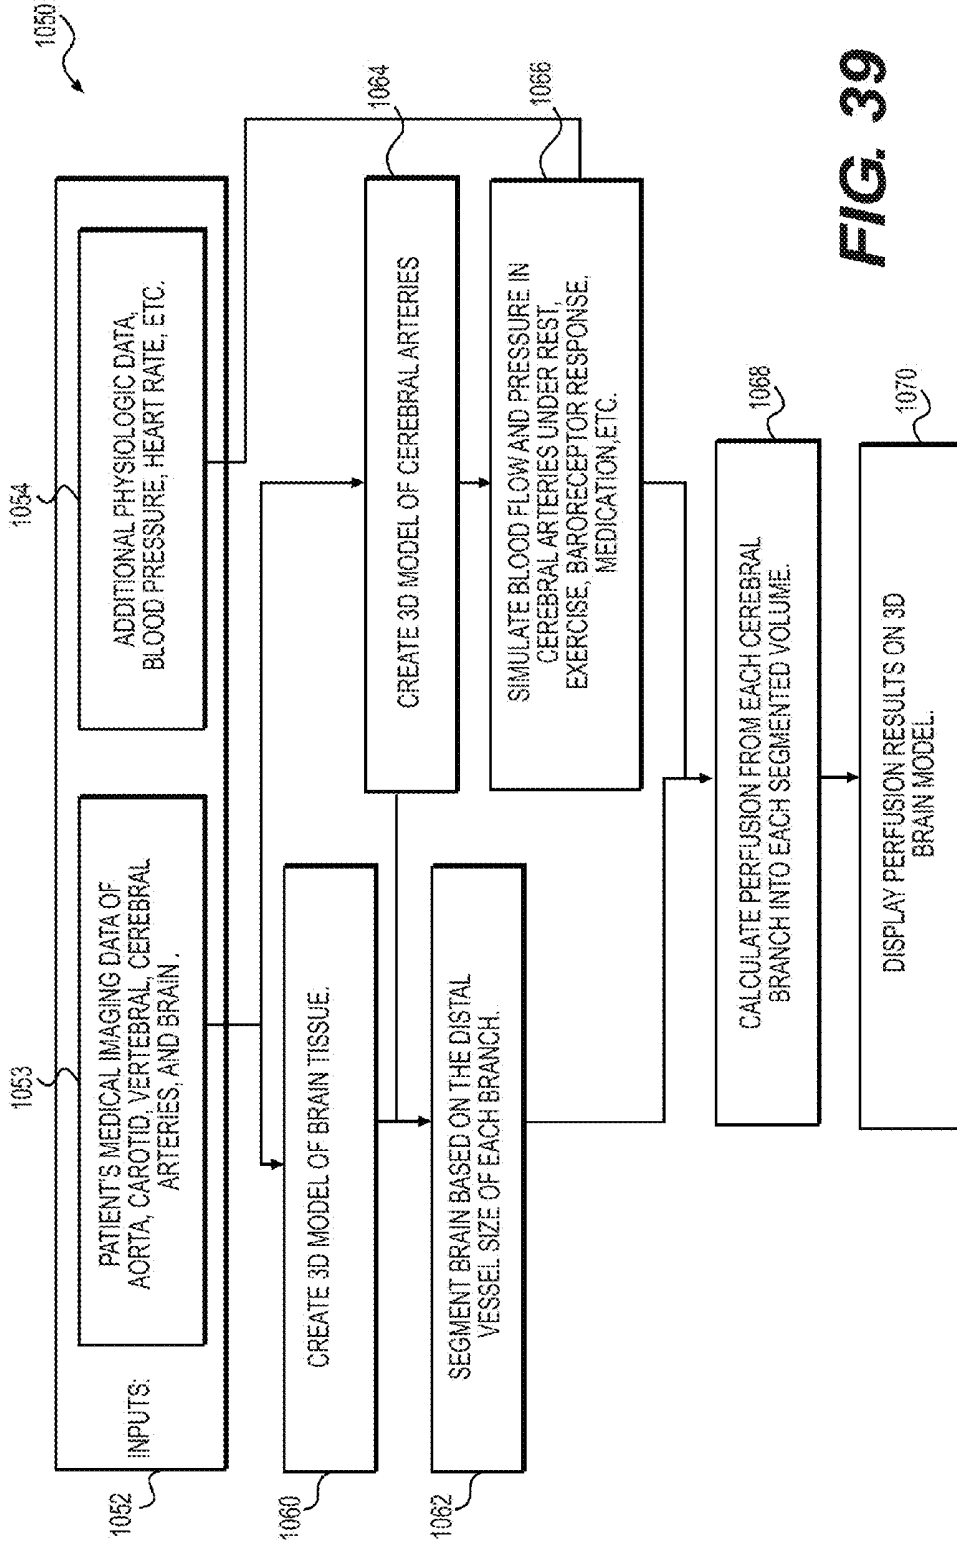 1050
1052
INPUTS:
1053
PATIENT'S MEDICAL IMAGING DATA OF
AORTA, CAROTID, VERTEBRAL, CEREBRAL
ARTERIES, AND BRAIN.
1054
ADDITIONAL PHYSIOLOGIC DATA,
BLOOD PRESSURE, HEART RATE, ETC.
1060
CREATE 3D MODEL OF BRAIN TISSUE.
1064
CREATE 3D MODEL OF CEREBRAL ARTERIES
1062
SEGMENT BRAIN BASED ON THE DISTAL
VESSEL SIZE OF EACH BRANCH.
1066
SIMULATE BLOOD FLOW AND PRESSURE IN
CEREBRAL ARTERIES UNDER REST,
EXERCISE, BARORECEPTOR RESPONSE,
MEDICATION,ETC.
1068
CALCULATE PERFUSION FROM EACH CEREBRAL
BRANCH INTO EACH SEGMENTED VOLUME.
1070
DISPLAY PERFUSION RESULTS ON 3D
BRAIN MODEL.
FIG. 39